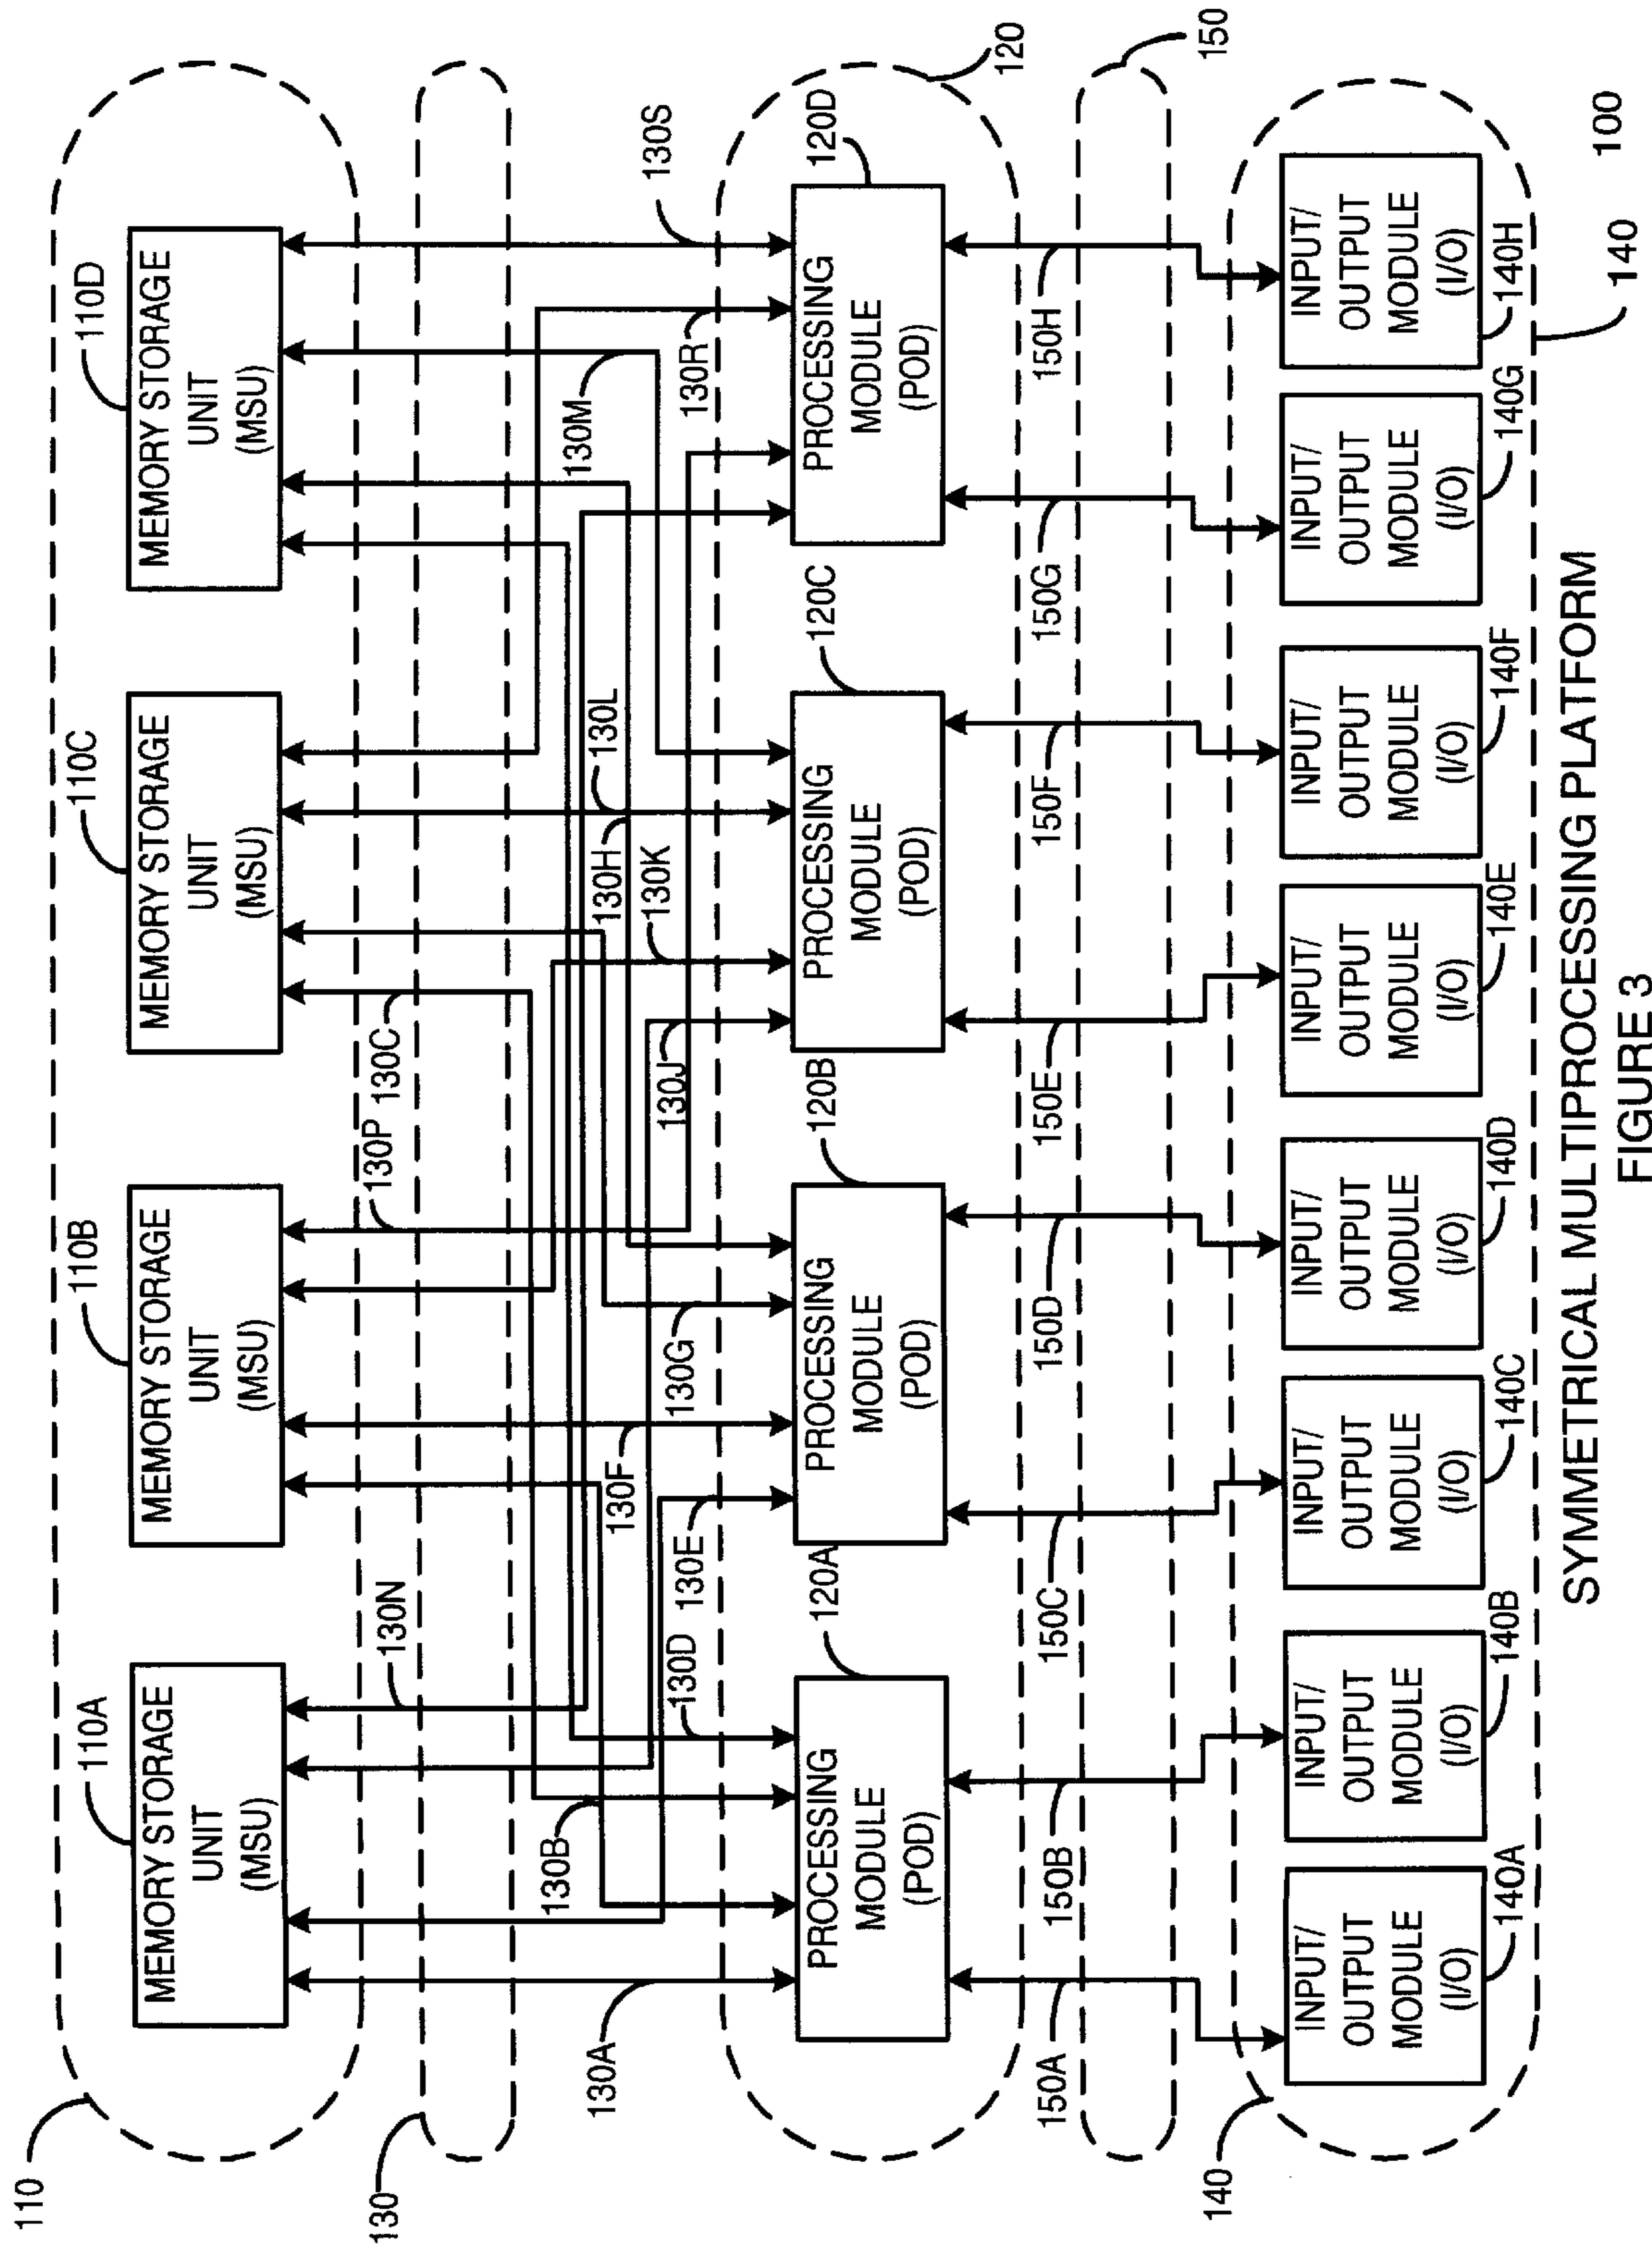 110
110A
110B
110C
110D
MEMORY STORAGE
UNIT
(MSU)
MEMORY STORAGE
UNIT
(MSU)
MEMORY STORAGE
UNIT
(MSU)
MEMORY STORAGE
UNIT
(MSU)
130
130N
130P
130C
130A
130B
130D
130E
130F
130G
130J
130H
130K
130L
130M
130R
130S
120A
120B
120C
120D
120
PROCESSING
MODULE
(POD)
PROCESSING
MODULE
(POD)
PROCESSING
MODULE
(POD)
PROCESSING
MODULE
(POD)
150A
150B
150C
150D
150E
150F
150G
150H
150
140
INPUT/
OUTPUT
MODULE
(I/O)
140A
INPUT/
OUTPUT
MODULE
(I/O)
140B
INPUT/
OUTPUT
MODULE
(I/O)
140C
INPUT/
OUTPUT
MODULE
(I/O)
140D
INPUT/
OUTPUT
MODULE
(I/O)
140E
INPUT/
OUTPUT
MODULE
(I/O)
140F
INPUT/
OUTPUT
MODULE
(I/O)
140G
INPUT/
OUTPUT
MODULE
(I/O)
140H
140
100
SYMMETRICAL MULTIPROCESSING PLATFORM
FIGURE 3